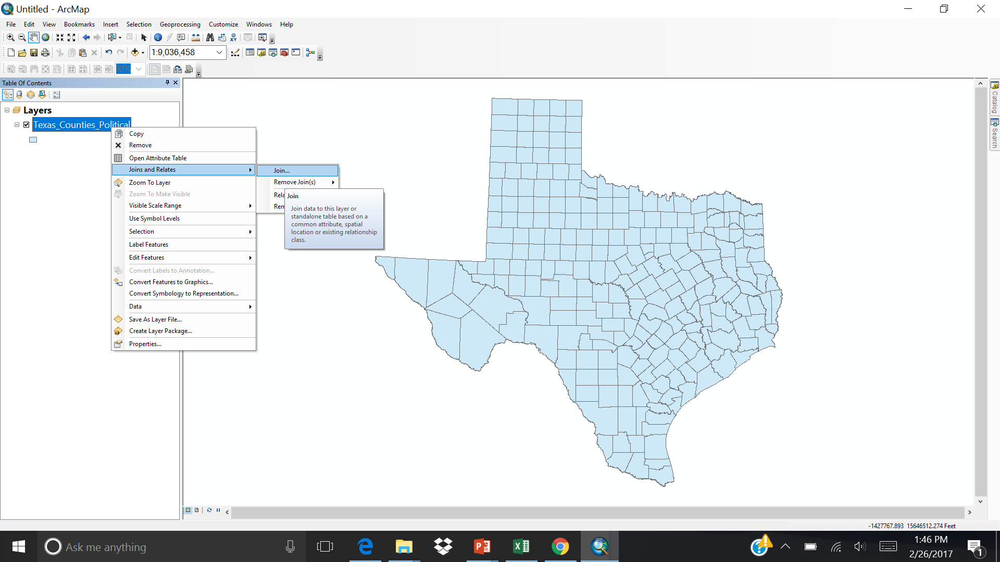 Untitled - ArcMap
File Edit View Bookmarks Insert Selection Geoprocessing Customize Windows Help
1:9,036,458
Table Of Contents
Catalog
Search
Layers
Texas_Counties_Political
Copy
Remove
Open Attribute Table
Joins and Relates
Zoom To Layer
Zoom To Make Visible
Visible Scale Range
Use Symbol Levels
Selection
Label Features
Edit Features
Convert Labels to Annotation...
Convert Features to Graphics...
Convert Symbology to Representation...
Data
Save As Layer File...
Create Layer Package...
Properties...
Join...
Remove Join(s)
Join
Join data to this layer or
standalone table based on a
common attribute, spatial
location or existing relationship
class.
-1427767.893 15646512.274 Feet
Ask me anything
1:46 PM
2/26/2017
1